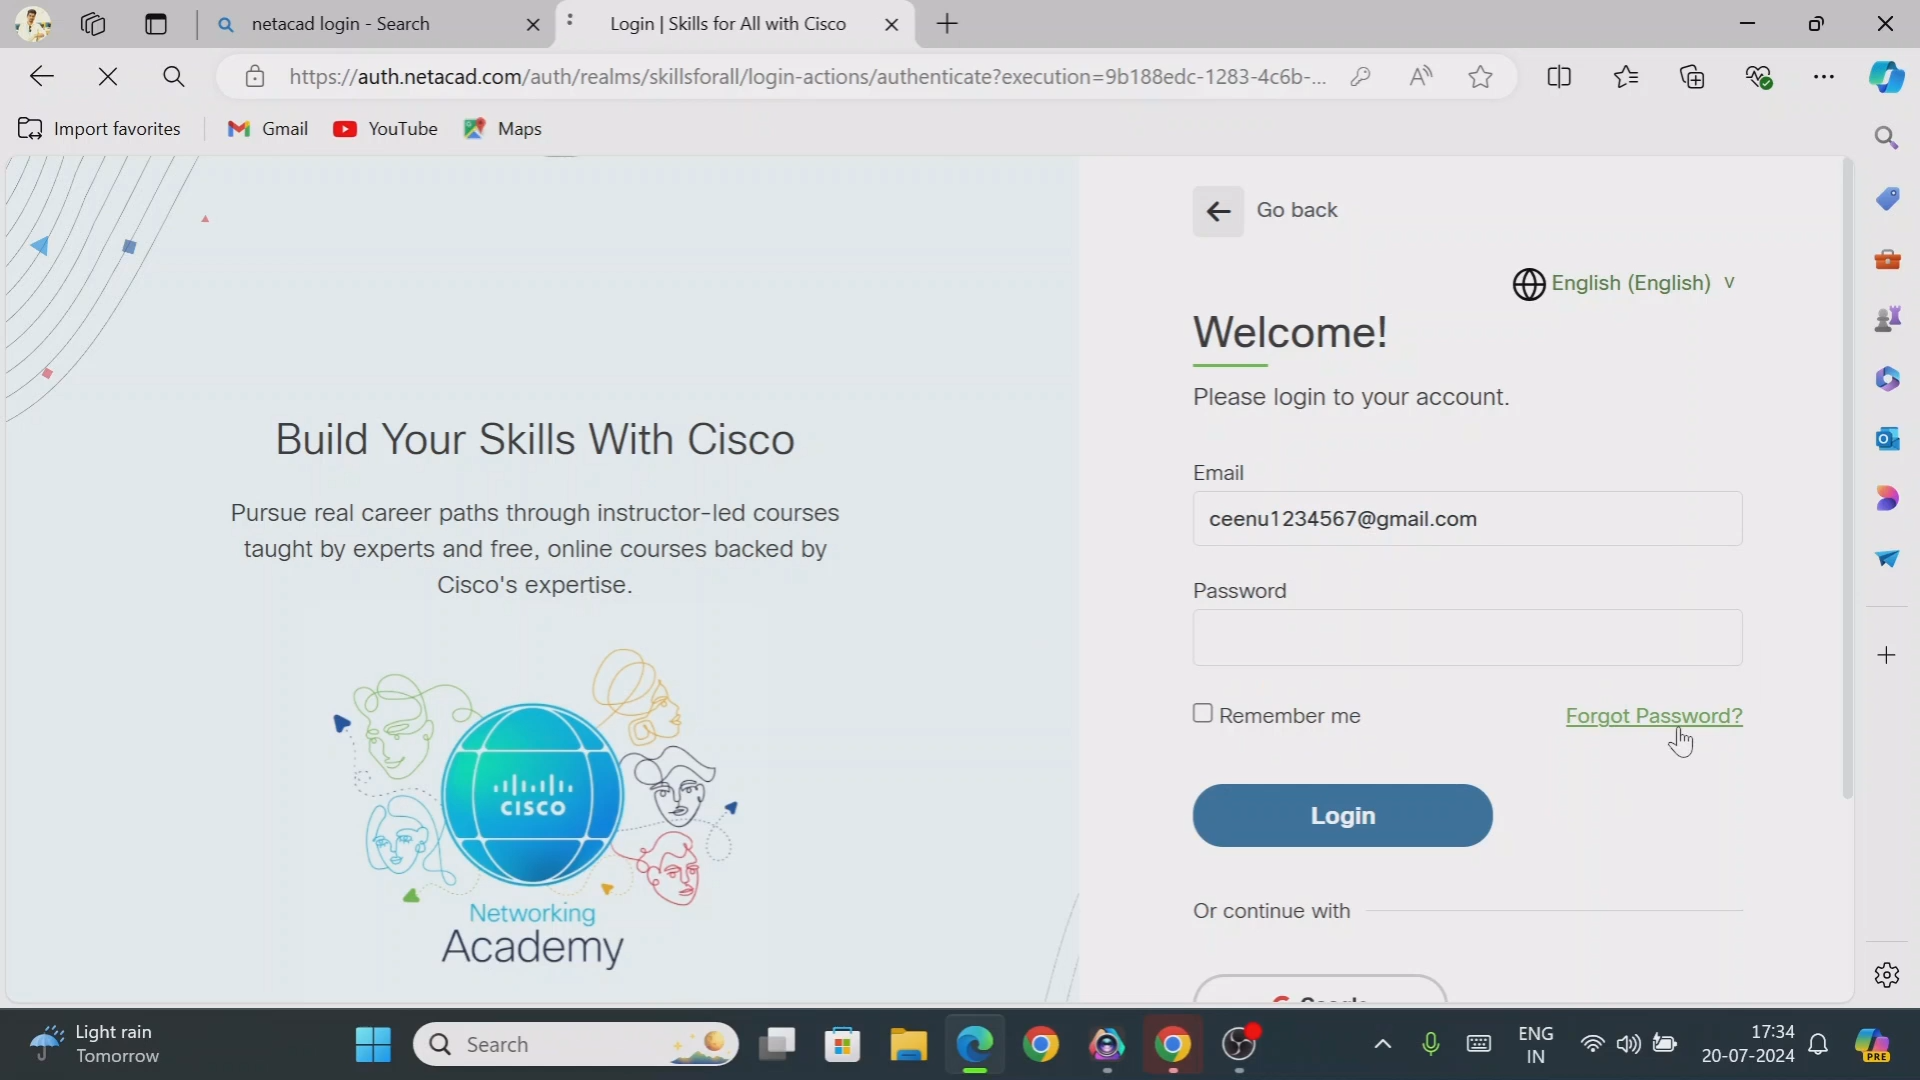 netacad login - Search
Login | Skills for All with Cisco
https://auth.netacad.com/auth/realms/skillsforall/login-actions/authenticate?execution=9b188edc-1283-4c6b-...
Import favorites
Gmail
YouTube
Maps
Go back
English (English) v
Welcome!
Please login to your account.
Email
ceenu1234567@gmail.com
Password
Remember me
Forgot Password?
Login
Or continue with
Google
Build Your Skills With Cisco
Pursue real career paths through instructor-led courses
taught by experts and free, online courses backed by
Cisco's expertise.
CISCO
Networking
Academy
Light rain
Tomorrow
Search
ENG
IN
17:34
20-07-2024
PRE